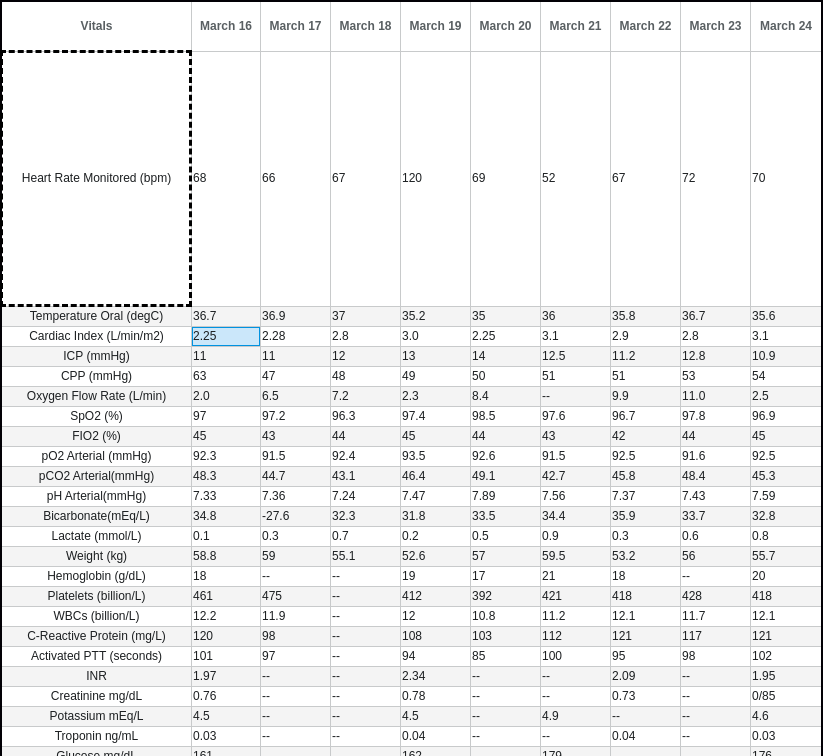 Vitals March 16 March 17 March 18 March 19 March 20 March 21 March 22 March 23 March 24
Heart Rate Monitored (bpm) 68 66 67 120 69 52 67 72 70
Temperature Oral (degC) 36.7 36.9 37 35.2 35 36 35.8 36.7 35.6
Cardiac Index (L/min/m2) 2.25 2.28 2.8 3.0 2.25 3.1 2.9 2.8 3.1
ICP (mmHg) 11 11 12 13 14 12.5 11.2 12.8 10.9
CPP (mmHg) 63 47 48 49 50 51 51 53 54
Oxygen Flow Rate (L/min) 2.0 6.5 7.2 2.3 8.4 -- 9.9 11.0 2.5
SpO2 (%) 97 97.2 96.3 97.4 98.5 97.6 96.7 97.8 96.9
FIO2 (%) 45 43 44 45 44 43 42 44 45
pO2 Arterial (mmHg) 92.3 91.5 92.4 93.5 92.6 91.5 92.5 91.6 92.5
pCO2 Arterial(mmHg) 48.3 44.7 43.1 46.4 49.1 42.7 45.8 48.4 45.3
pH Arterial(mmHg) 7.33 7.36 7.24 7.47 7.89 7.56 7.37 7.43 7.59
Bicarbonate(mEq/L) 34.8 -27.6 32.3 31.8 33.5 34.4 35.9 33.7 32.8
Lactate (mmol/L) 0.1 0.3 0.7 0.2 0.5 0.9 0.3 0.6 0.8
Weight (kg) 58.8 59 55.1 52.6 57 59.5 53.2 56 55.7
Hemoglobin (g/dL) 18 -- -- 19 17 21 18 -- 20
Platelets (billion/L) 461 475 -- 412 392 421 418 428 418
WBCs (billion/L) 12.2 11.9 -- 12 10.8 11.2 12.1 11.7 12.1
C-Reactive Protein (mg/L) 120 98 -- 108 103 112 121 117 121
Activated PTT (seconds) 101 97 -- 94 85 100 95 98 102
INR 1.97 -- -- 2.34 -- -- 2.09 -- 1.95
Creatinine mg/dL 0.76 -- -- 0.78 -- -- 0.73 -- 0/85
Potassium mEq/L 4.5 -- -- 4.5 -- 4.9 -- -- 4.6
Troponin ng/mL 0.03 -- -- 0.04 -- -- 0.04 -- 0.03
Glucose mg/dL 161 -- -- 162 -- 179 -- -- 176